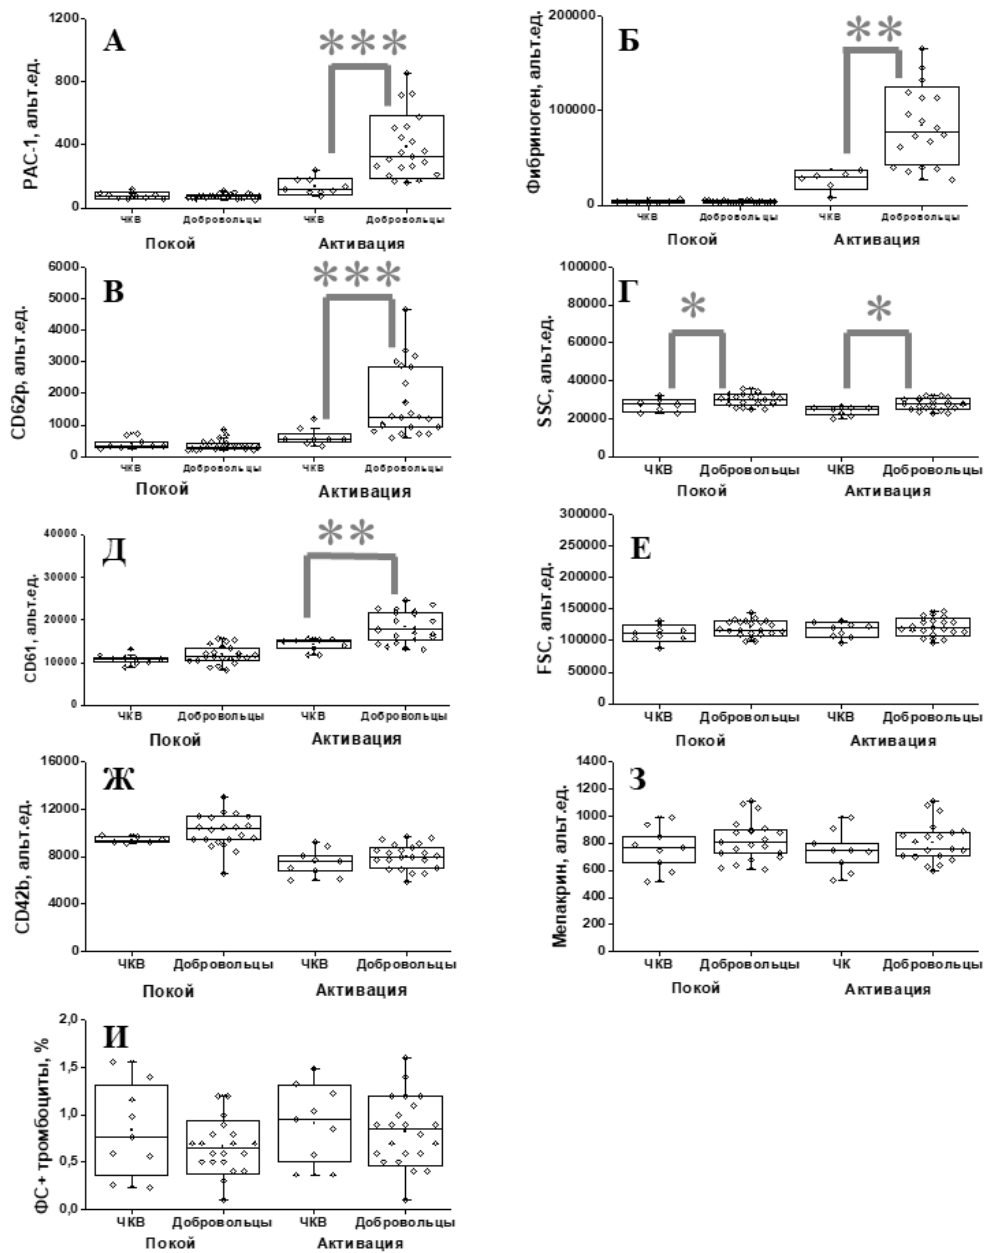 А
PAC-1, альт.ед.
1200
800
400
0
***
ЧКВ Добровольцы ЧКВ Добровольцы
Покой Активация
Б
Фибриноген, альт.ед.
200000
100000
0
**
ЧКВ Добровольцы ЧКВ Добровольцы
Покой Активация
В
CD62p, альт.ед.
6000
5000
4000
3000
2000
1000
0
***
ЧКВ Добровольцы ЧКВ Добровольцы
Покой Активация
Г
SSC, альт.ед.
100000
80000
60000
40000
20000
0
* *
ЧКВ Добровольцы ЧКВ Добровольцы
Покой Активация
Д
CD61, альт.ед.
40000
30000
20000
10000
0
**
ЧКВ Добровольцы ЧКВ Добровольцы
Покой Активация
Е
FSC, альт.ед.
300000
250000
200000
150000
100000
50000
0
ЧКВ Добровольцы ЧКВ Добровольцы
Покой Активация
Ж
CD42b, альт.ед.
16000
12000
8000
4000
0
ЧКВ Добровольцы ЧКВ Добровольцы
Покой Активация
З
Мепакрин, альт.ед.
1400
1200
1000
800
600
400
200
0
ЧКВ Добровольцы ЧК Добровольцы
Покой Активация
И
ФС+ тромбоциты, %
2,0
1,5
1,0
0,5
0,0
ЧКВ Добровольцы ЧКВ Добровольцы
Покой Активация